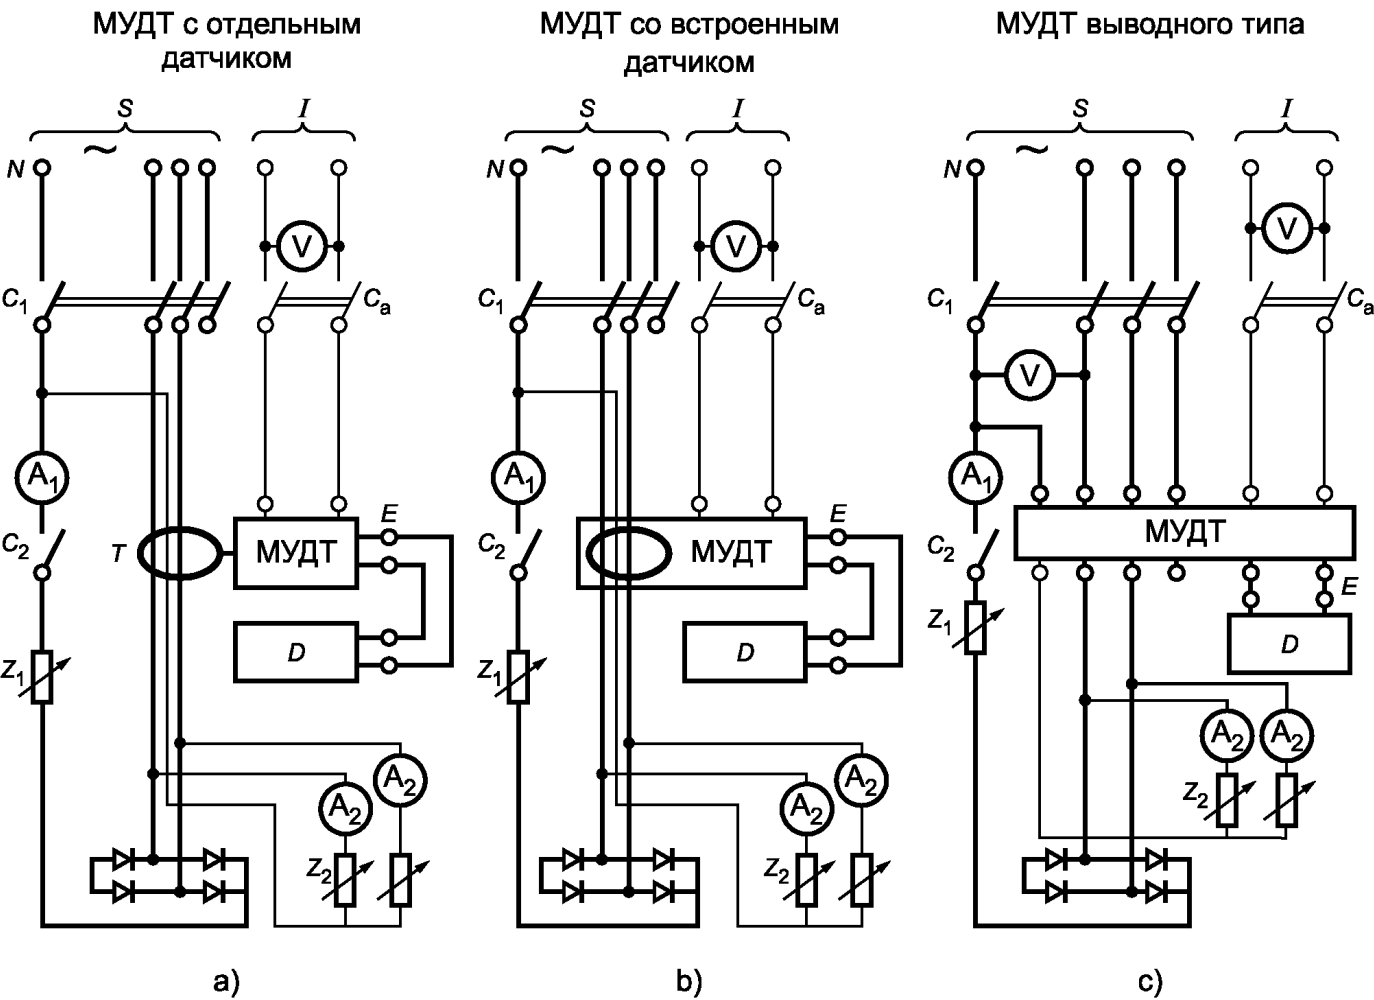 МУДТ с отдельным
датчиком
МУДТ со встроенным
датчиком
МУДТ выводного типа
S I S I S I
N V N V N V
C1 Ca C1 Ca C1 Ca
V
A1 A1 A1
C2 T МУДТ E C2 МУДТ E C2 МУДТ
E
D D Z1 D
Z1 Z1
A2 A2 A2 A2 A2 A2
Z2 Z2 Z2
a) b) c)